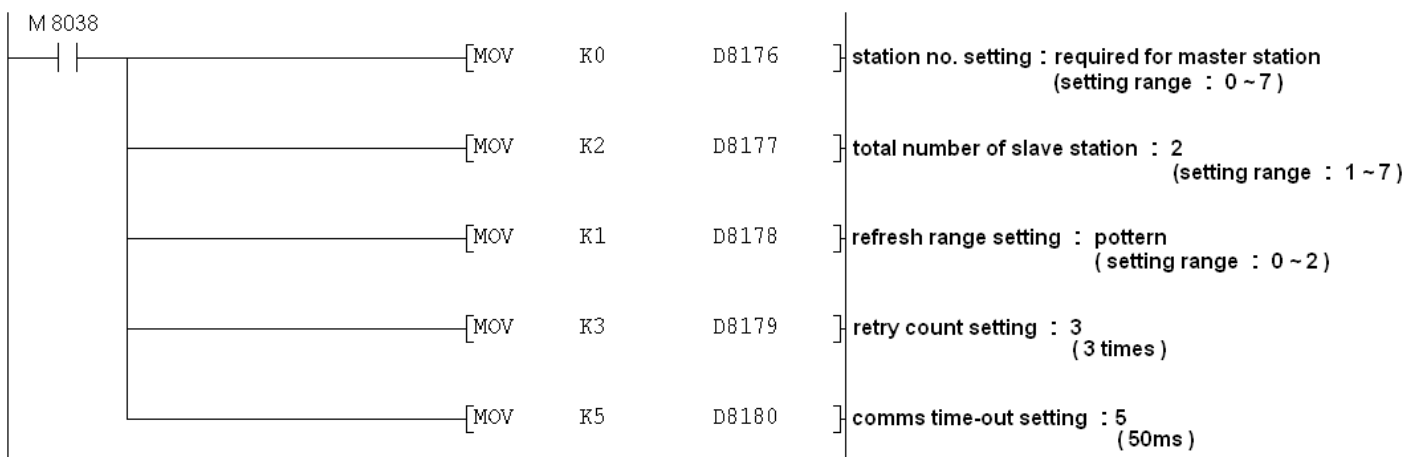 M 8038
[MOV K0 D8176 ] station no. setting : required for master station
(setting range : 0 ~ 7 )
[MOV K2 D8177 ] total number of slave station : 2
(setting range : 1 ~ 7 )
[MOV K1 D8178 ] refresh range setting : pottern
( setting range : 0 ~ 2 )
[MOV K3 D8179 ] retry count setting : 3
( 3 times )
[MOV K5 D8180 ] comms time-out setting : 5
( 50ms )